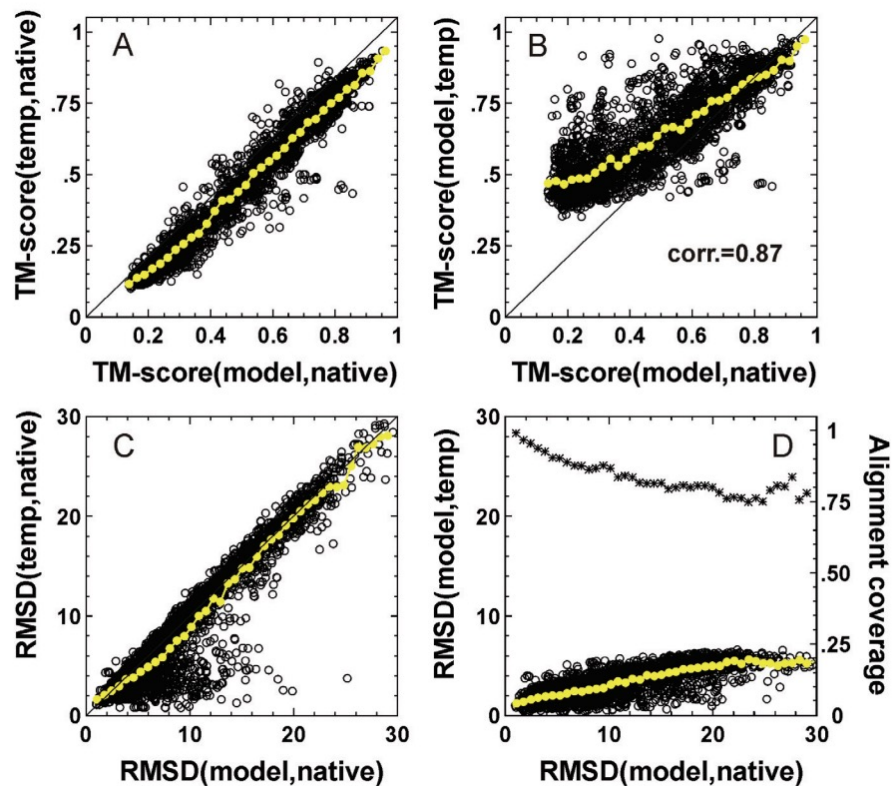 A
TM-score(temp,native)
1
.75
.5
.25
0
0 0.2 0.4 0.6 0.8 1
TM-score(model,native)
B
TM-score(model,temp)
1
.75
.5
.25
0
corr.=0.87
0 0.2 0.4 0.6 0.8 1
TM-score(model,native)
C
RMSD(temp,native)
30
20
10
0
0 10 20 30
RMSD(model,native)
D
RMSD(model,temp)
30
20
10
0
1
0.75
.5
.25
0
Alignment coverage
0 10 20 30
RMSD(model,native)